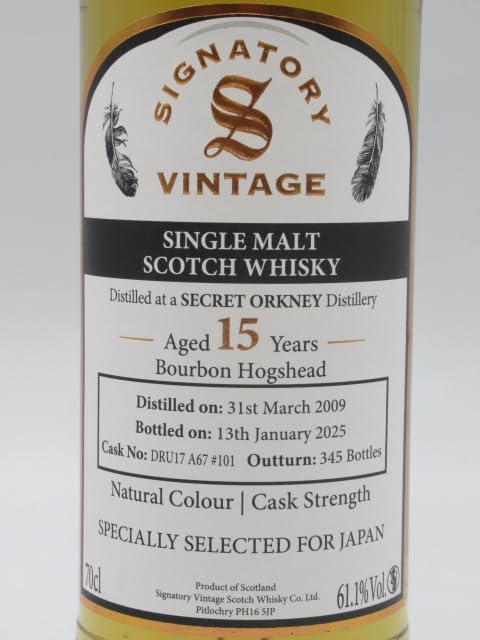 SIGNATORY
S
VINTAGE
SINGLE MALT
SCOTCH WHISKY
Distilled at a SECRET ORKNEY Distillery
Aged 15 Years
Bourbon Hogshead
Distilled on: 31st March 2009
Bottled on: 13th January 2025
Cask No: DRU17 A67 #101 Outturn: 345 Bottles
Natural Colour | Cask Strength
SPECIALLY SELECTED FOR JAPAN
70cl
Product of Scotland
Signatory Vintage Scotch Whisky Co. Ltd.
Pitlochry PH16 5JP
61.1% Vol. S